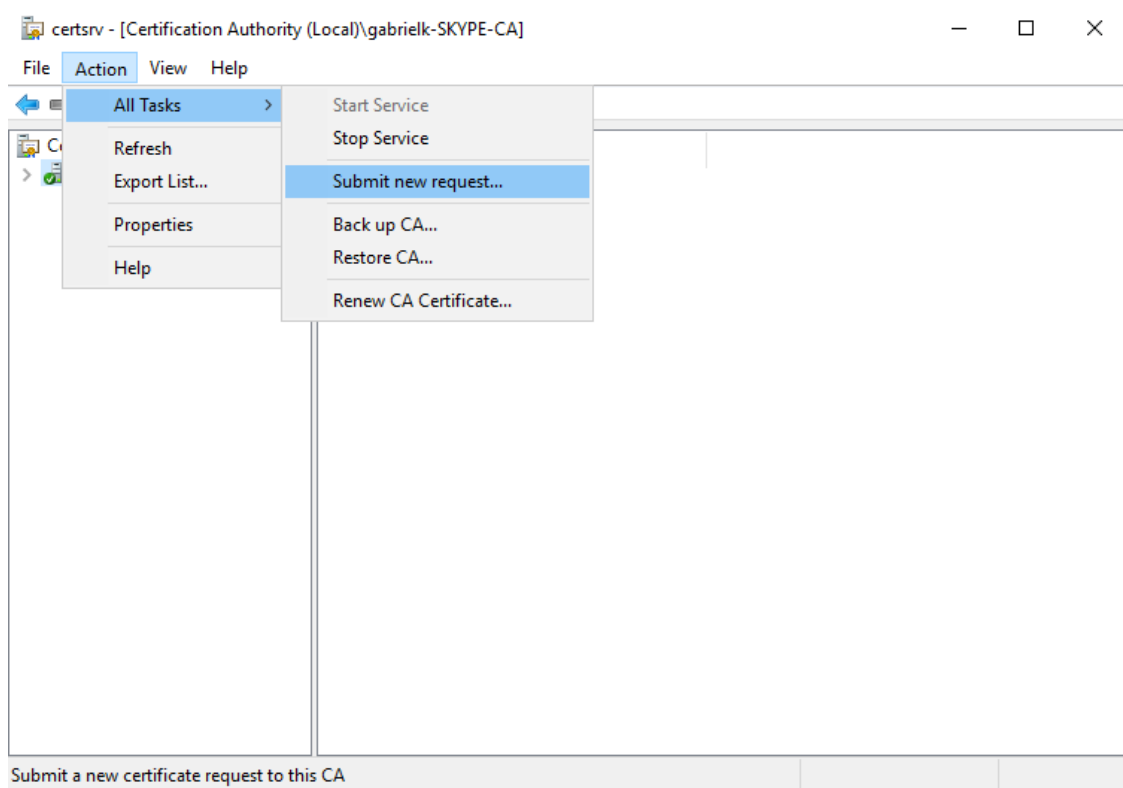 certsrv - [Certification Authority (Local)\gabrielk-SKYPE-CA]
File Action View Help
All Tasks >
Refresh
Export List...
Properties
Help
Start Service
Stop Service
Submit new request...
Back up CA...
Restore CA...
Renew CA Certificate...
Submit a new certificate request to this CA